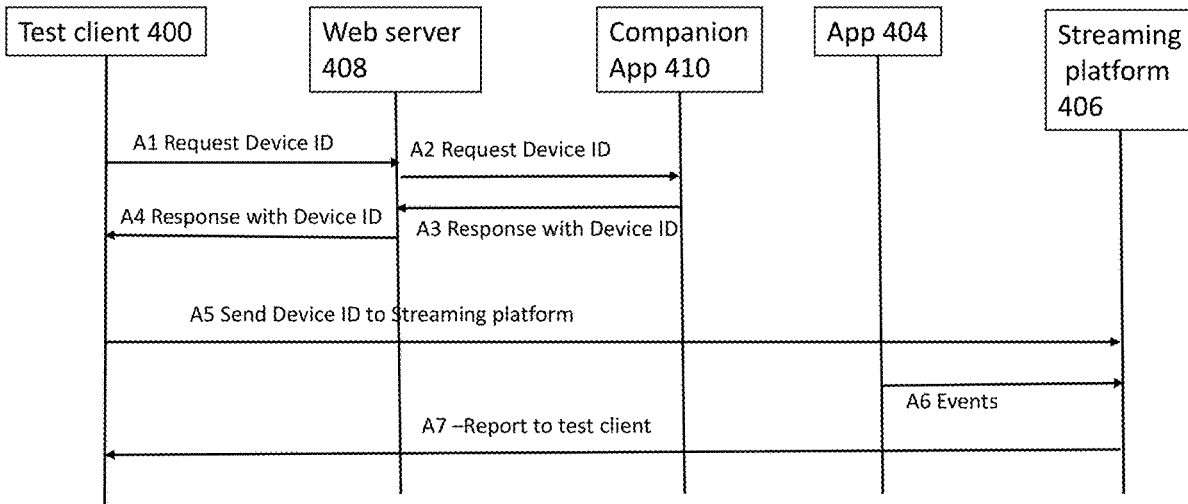 Test client 400
Web server
408
Companion
App 410
App 404
Streaming
platform
406
A1 Request Device ID
A2 Request Device ID
A4 Response with Device ID
A3 Response with Device ID
A5 Send Device ID to Streaming platform
A6 Events
A7 –Report to test client